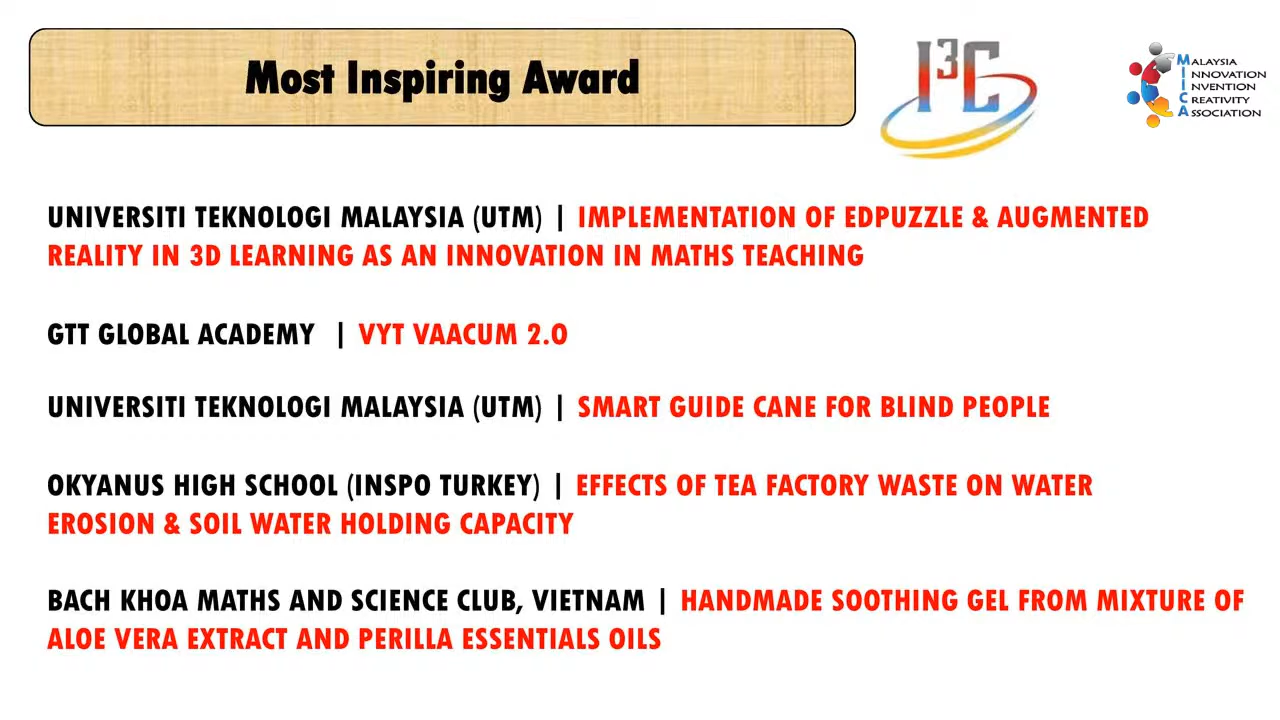 Most Inspiring Award
I³C
MALAYSIA
INNOVATION
INVENTION
CREATIVITY
ASSOCIATION
UNIVERSITI TEKNOLOGI MALAYSIA (UTM) | IMPLEMENTATION OF EDPUZZLE & AUGMENTED
REALITY IN 3D LEARNING AS AN INNOVATION IN MATHS TEACHING
GTT GLOBAL ACADEMY | VYT VAACUM 2.0
UNIVERSITI TEKNOLOGI MALAYSIA (UTM) | SMART GUIDE CANE FOR BLIND PEOPLE
OKYANUS HIGH SCHOOL (INSPO TURKEY) | EFFECTS OF TEA FACTORY WASTE ON WATER
EROSION & SOIL WATER HOLDING CAPACITY
BACH KHOA MATHS AND SCIENCE CLUB, VIETNAM | HANDMADE SOOTHING GEL FROM MIXTURE OF
ALOE VERA EXTRACT AND PERILLA ESSENTIALS OILS